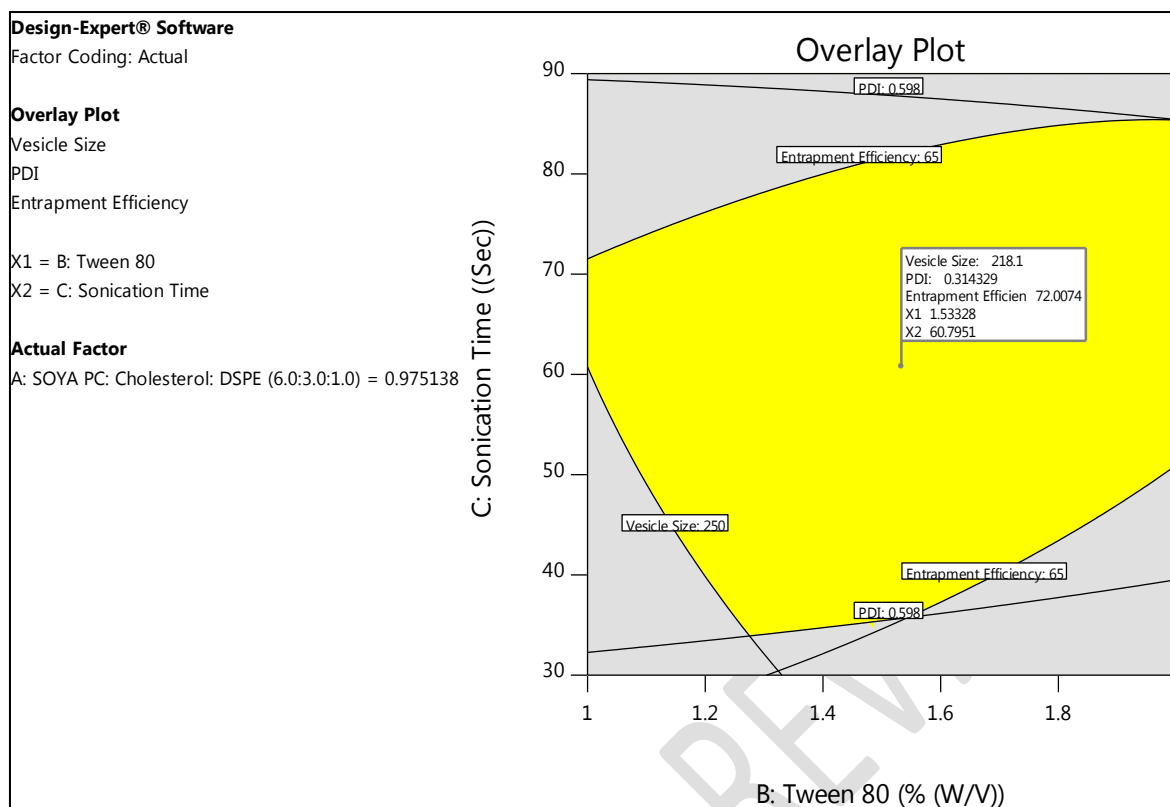 Design-Expert® Software
Factor Coding: Actual
Overlay Plot
Vesicle Size
PDI
Entrapment Efficiency
X1 = B: Tween 80
X2 = C: Sonication Time
Actual Factor
A: SOYA PC: Cholesterol: DSPE (6.0:3.0:1.0) = 0.975138
Overlay Plot
C: Sonication Time ((Sec))
90
80
70
60
50
40
30
PDI: 0.598
Entrapment Efficiency: 65
Vesicle Size: 218.1
PDI: 0.314329
Entrapment Efficien 72.0074
X1 1.53328
X2 60.7951
Vesicle Size: 250
Entrapment Efficiency: 65
PDI: 0.598
1 1.2 1.4 1.6 1.8
B: Tween 80 (% (W/V))